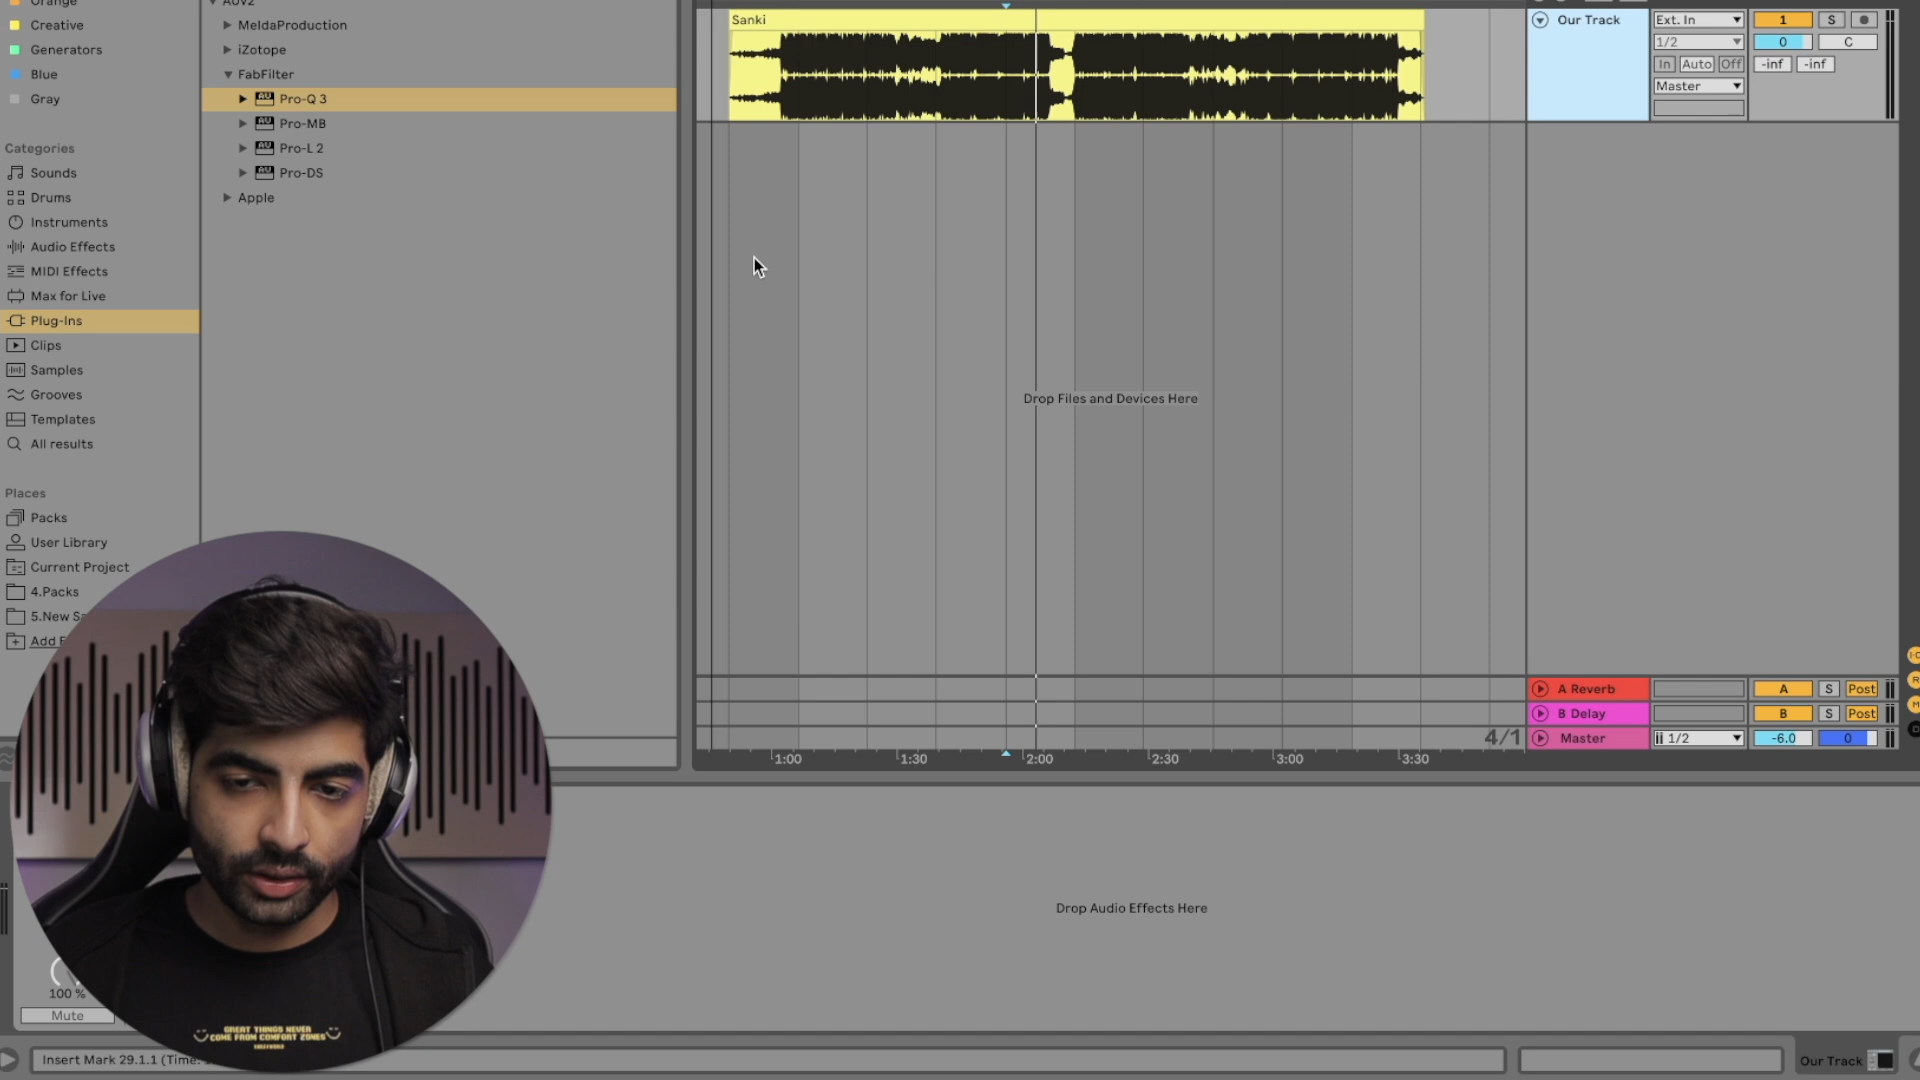 Orange
Creative
Generators
Blue
Gray
Categories
Sounds
Drums
Instruments
Audio Effects
MIDI Effects
Max for Live
Plug-Ins
Clips
Samples
Grooves
Templates
All results
Places
Packs
User Library
Current Project
4.Packs
5.New Sa
Add F
AUv2
MeldaProduction
iZotope
FabFilter
Pro-Q 3
Pro-MB
Pro-L 2
Pro-DS
Apple
Sanki
Drop Files and Devices Here
4/1
1:00
1:30
2:00
2:30
3:00
3:30
Our Track
Ext. In
1
S
1/2
0
C
In
Auto
Off
-inf
-inf
Master
A Reverb
A
S
Post
B Delay
B
S
Post
Master
1/2
-6.0
0
Drop Audio Effects Here
100 %
Mute
GREAT THINGS NEVER
COME FROM COMFORT ZONES
Insert Mark 29.1.1 (Time:
Our Track